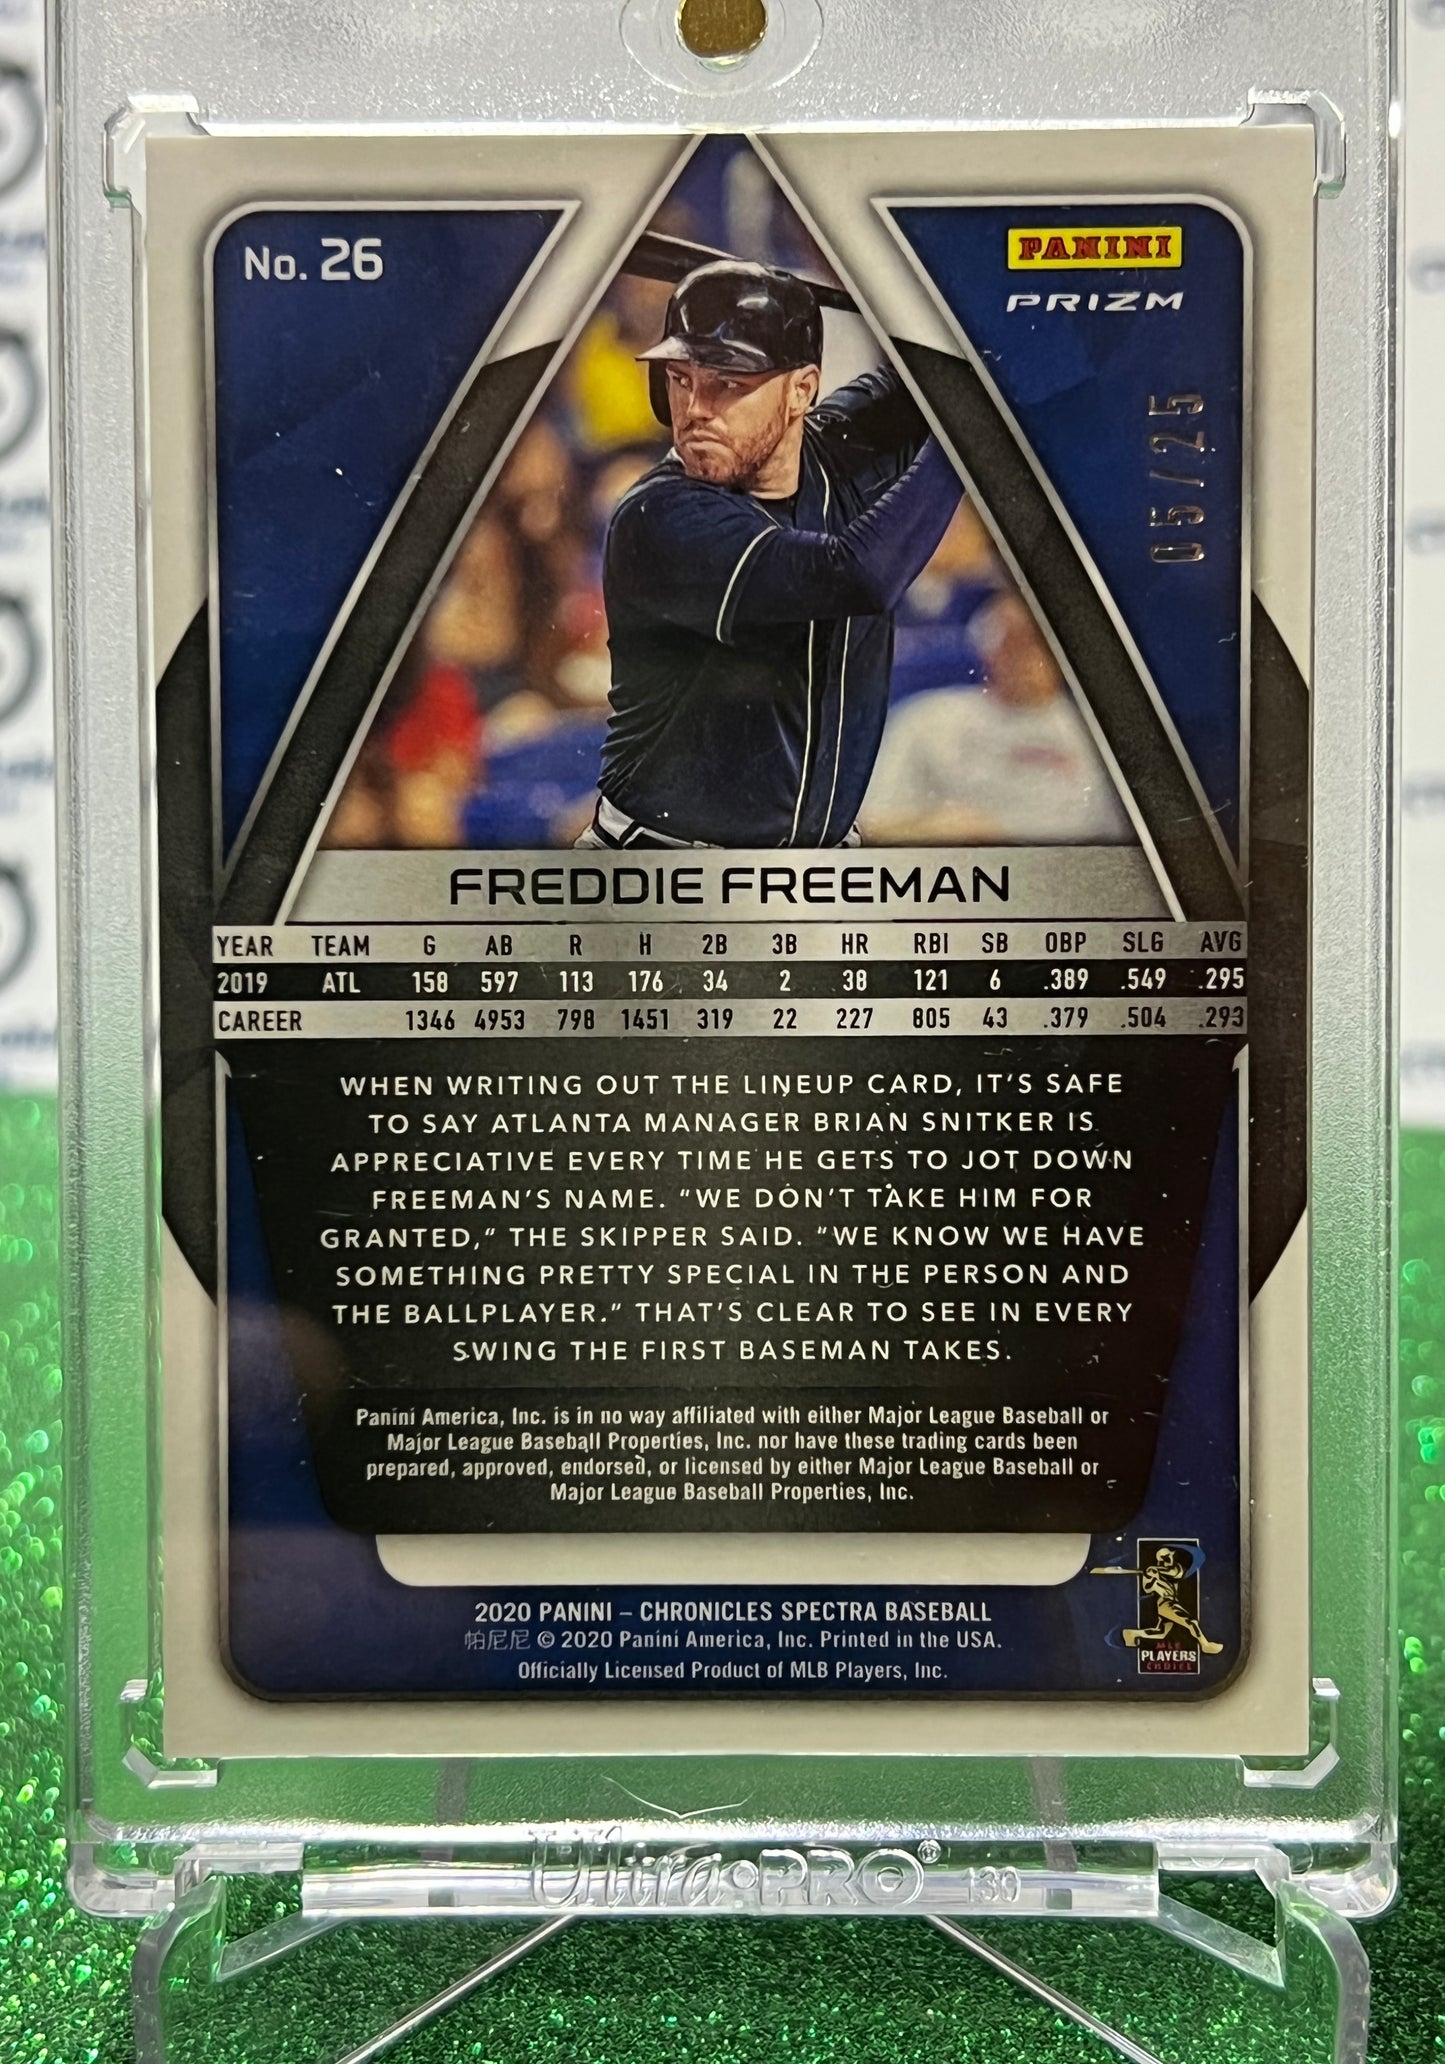 No. 26
PANINI
PRIZM
05/25
FREDDIE FREEMAN
YEAR TEAM G AB R H 2B 3B HR RBI SB OBP SLG AVG
2019 ATL 158 597 113 176 34 2 38 121 6 .389 .549 .295
CAREER 1346 4953 798 1451 319 22 227 805 43 .379 .504 .293
WHEN WRITING OUT THE LINEUP CARD, IT'S SAFE
TO SAY ATLANTA MANAGER BRIAN SNITKER IS
APPRECIATIVE EVERY TIME HE GETS TO JOT DOWN
FREEMAN'S NAME. "WE DON'T TAKE HIM FOR
GRANTED," THE SKIPPER SAID. "WE KNOW WE HAVE
SOMETHING PRETTY SPECIAL IN THE PERSON AND
THE BALLPLAYER." THAT'S CLEAR TO SEE IN EVERY
SWING THE FIRST BASEMAN TAKES.
Panini America, Inc. is in no way affiliated with either Major League Baseball or
Major League Baseball Properties, Inc. nor have these trading cards been
prepared, approved, endorsed, or licensed by either Major League Baseball or
Major League Baseball Properties, Inc.
2020 PANINI – CHRONICLES SPECTRA BASEBALL
帕尼尼 © 2020 Panini America, Inc. Printed in the USA.
Officially Licensed Product of MLB Players, Inc.
MLB
PLAYERS
CHOICE
Ultra•PRO® 130